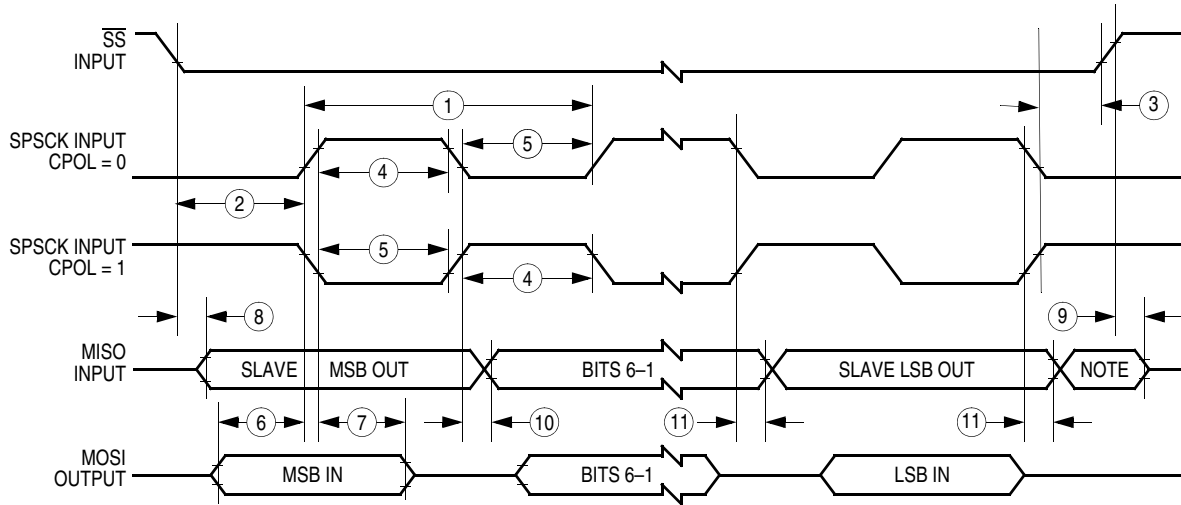 SS
INPUT
1
3
SPSCK INPUT
CPOL = 0
5
4
2
SPSCK INPUT
CPOL = 1
5
4
8
9
MISO
INPUT
SLAVE MSB OUT
BITS 6–1
SLAVE LSB OUT
NOTE
6
7
10
11
11
MOSI
OUTPUT
MSB IN
BITS 6–1
LSB IN